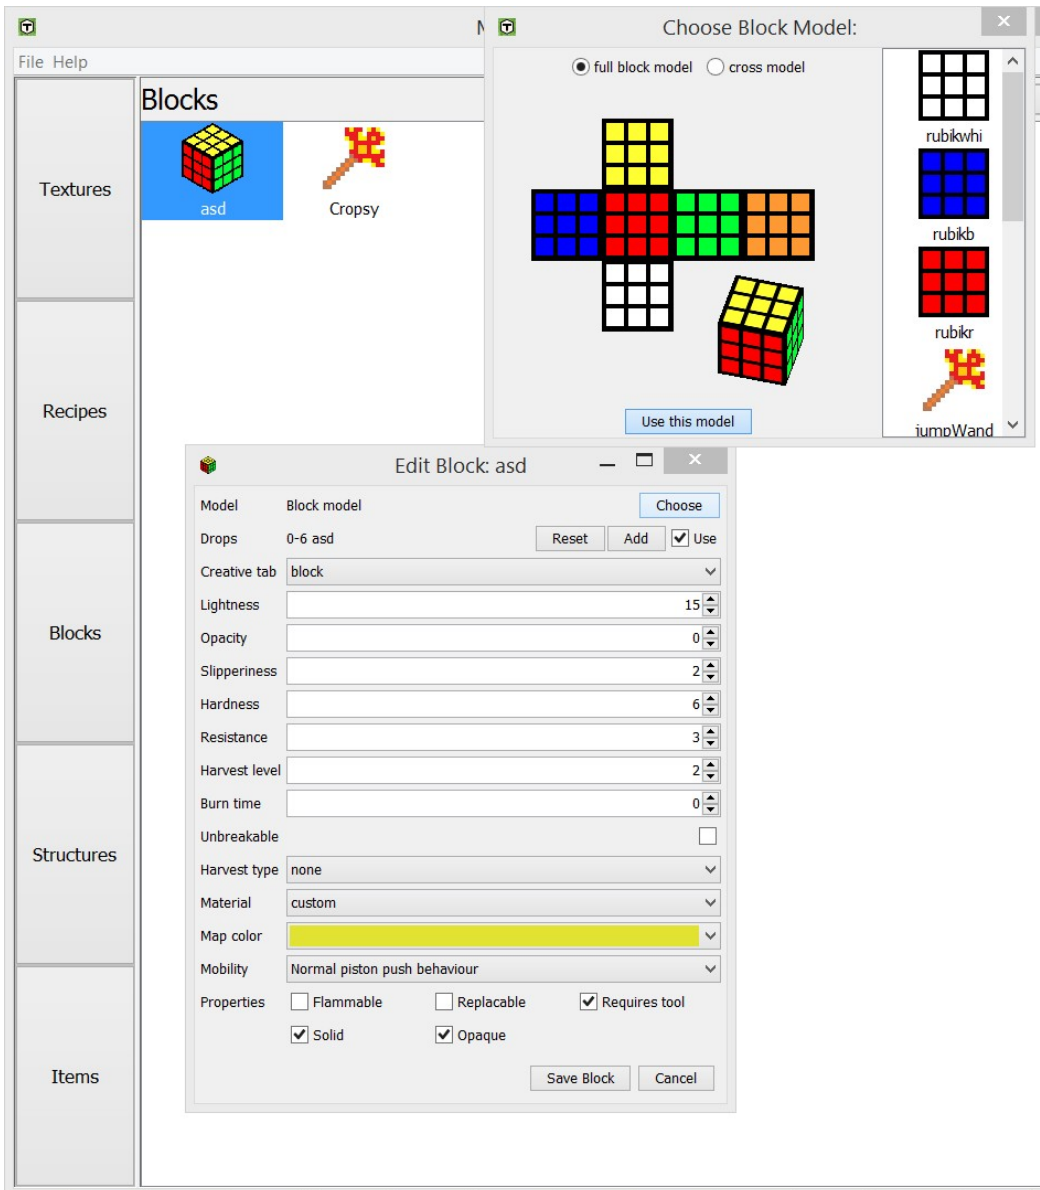 M
Choose Block Model:
File Help
full block model cross model
Blocks
rubikwhi
Textures
asd Cropsy
rubikb
rubikr
Recipes
Use this model
jumpWand
Edit Block: asd
Model Block model Choose
Drops 0-6 asd Reset Add Use
Creative tab block
Lightness 15
Blocks
Opacity 0
Slipperiness 2
Hardness 6
Resistance 3
Harvest level 2
Burn time 0
Unbreakable
Structures
Harvest type none
Material custom
Map color
Mobility Normal piston push behaviour
Properties Flammable Replacable Requires tool
Solid Opaque
Items
Save Block Cancel